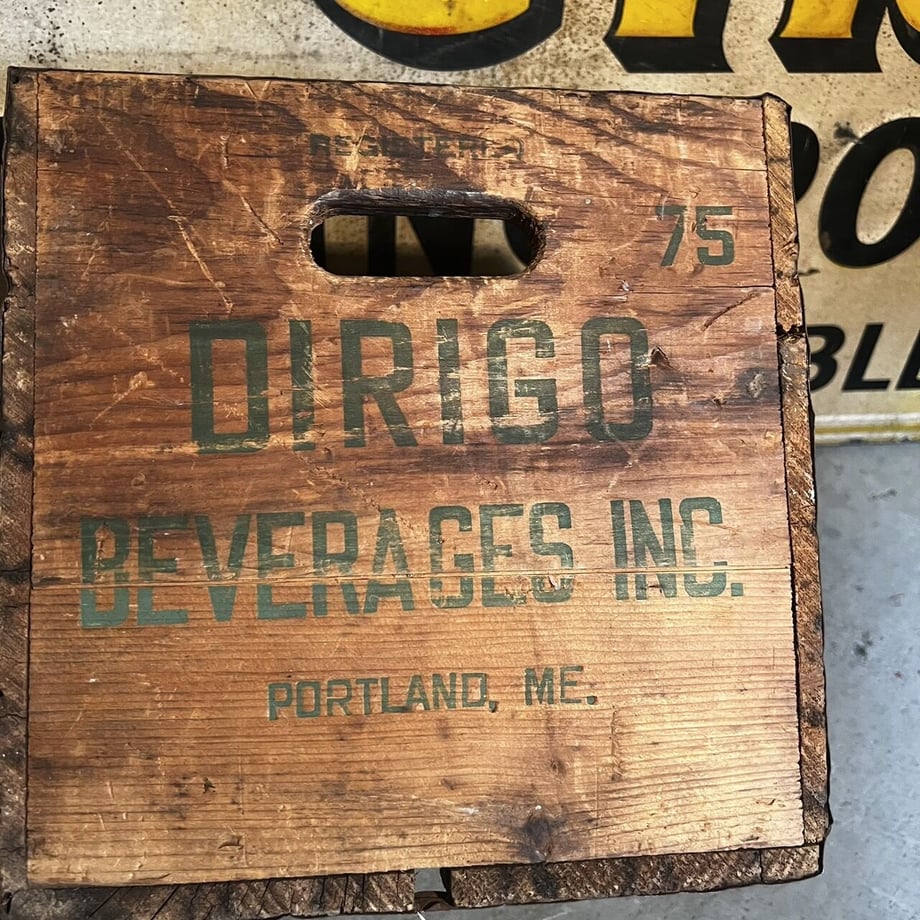 REGISTERED
75
DIRIGO
BEVERAGES INC.
PORTLAND, ME.